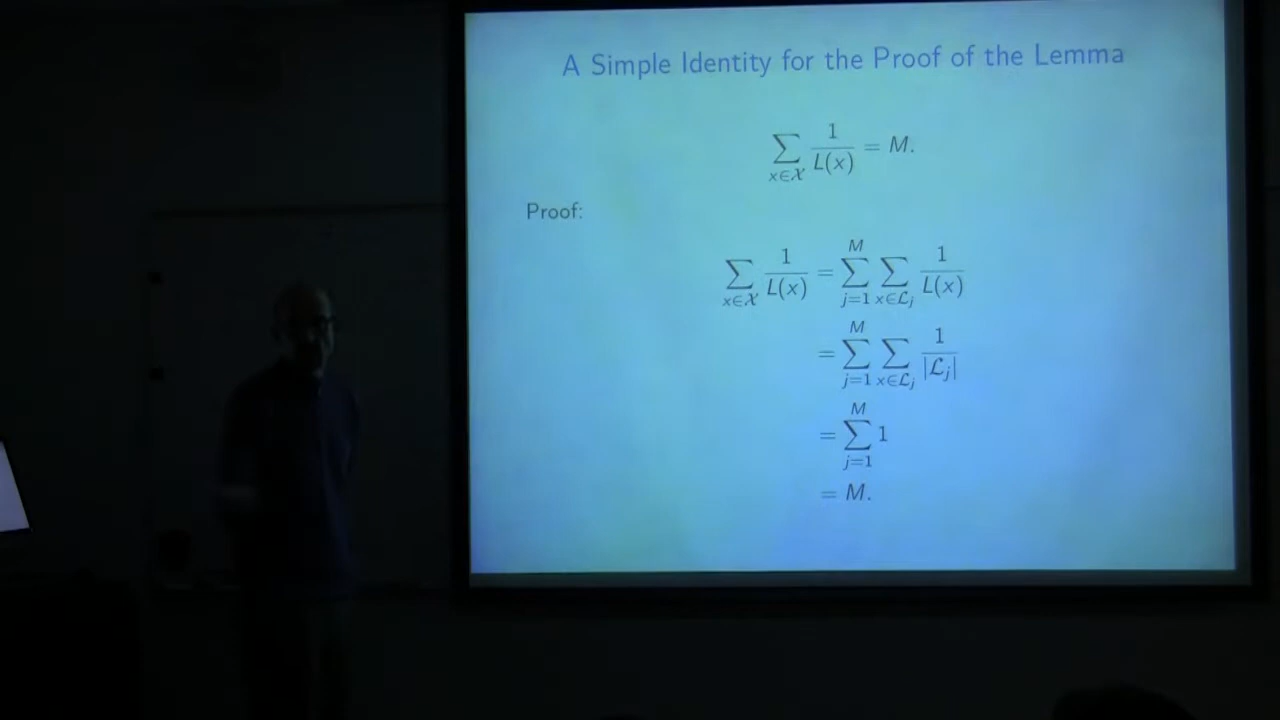 A Simple Identity for the Proof of the Lemma
∑_{x∈𝒳} 1/L(x) = M.
Proof:
∑_{x∈𝒳} 1/L(x) = ∑_{j=1}^{M} ∑_{x∈ℒ_j} 1/L(x)
= ∑_{j=1}^{M} ∑_{x∈ℒ_j} 1/|ℒ_j|
= ∑_{j=1}^{M} 1
= M.